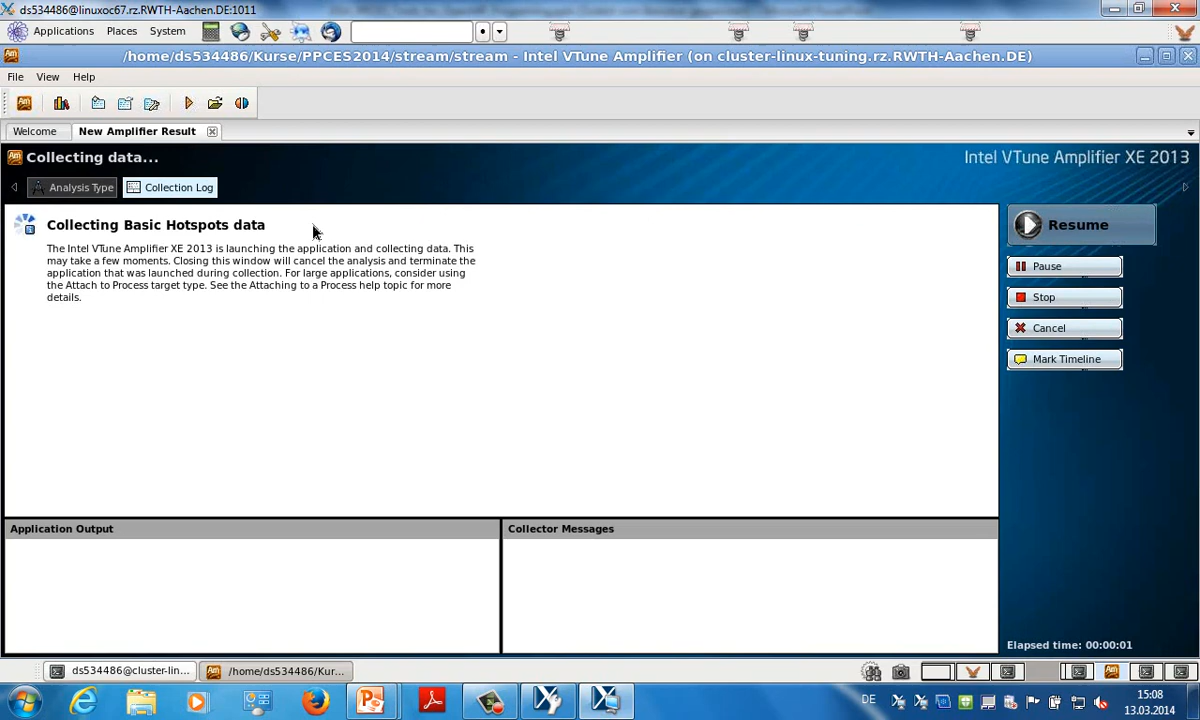 ds534486@linuxoc67.rz.RWTH-Aachen.DE:1011
Applications Places System
/home/ds534486/Kurse/PPCES2014/stream/stream - Intel VTune Amplifier (on cluster-linux-tuning.rz.RWTH-Aachen.DE)
File View Help
Welcome New Amplifier Result
Collecting data...
Intel VTune Amplifier XE 2013
Analysis Type Collection Log
Collecting Basic Hotspots data
The Intel VTune Amplifier XE 2013 is launching the application and collecting data. This
may take a few moments. Closing this window will cancel the analysis and terminate the
application that was launched during collection. For large applications, consider using
the Attach to Process target type. See the Attaching to a Process help topic for more
details.
Resume
Pause
Stop
Cancel
Mark Timeline
Application Output
Collector Messages
Elapsed time: 00:00:01
ds534486@cluster-lin...
/home/ds534486/Kur...
DE
15:08
13.03.2014